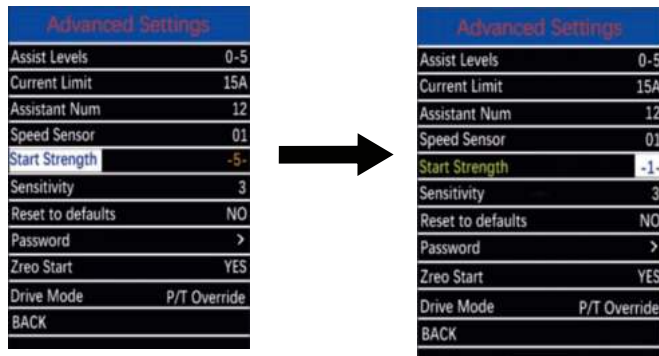 Advanced Settings
Assist Levels 0-5
Current Limit 15A
Assistant Num 12
Speed Sensor 01
Start Strength -5-
Sensitivity 3
Reset to defaults NO
Password >
Zreo Start YES
Drive Mode P/T Override
BACK
Advanced Settings
Assist Levels 0-5
Current Limit 15A
Assistant Num 12
Speed Sensor 01
Start Strength -1-
Sensitivity 3
Reset to defaults NO
Password >
Zreo Start YES
Drive Mode P/T Override
BACK